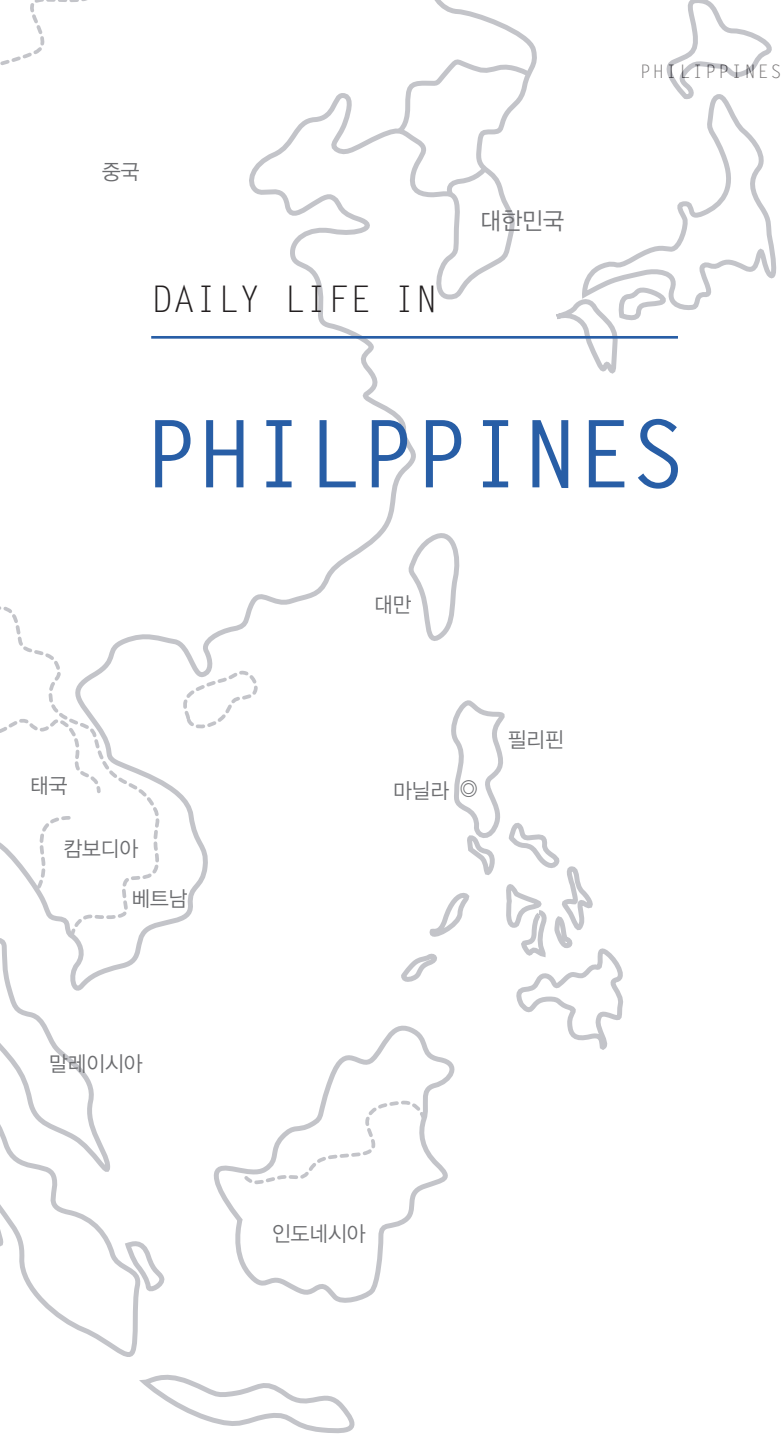 PHILIPPINES
중국
대한민국
DAILY LIFE IN
PHILPPINES
대만
필리핀
마닐라
태국
캄보디아
베트남
말레이시아
인도네시아